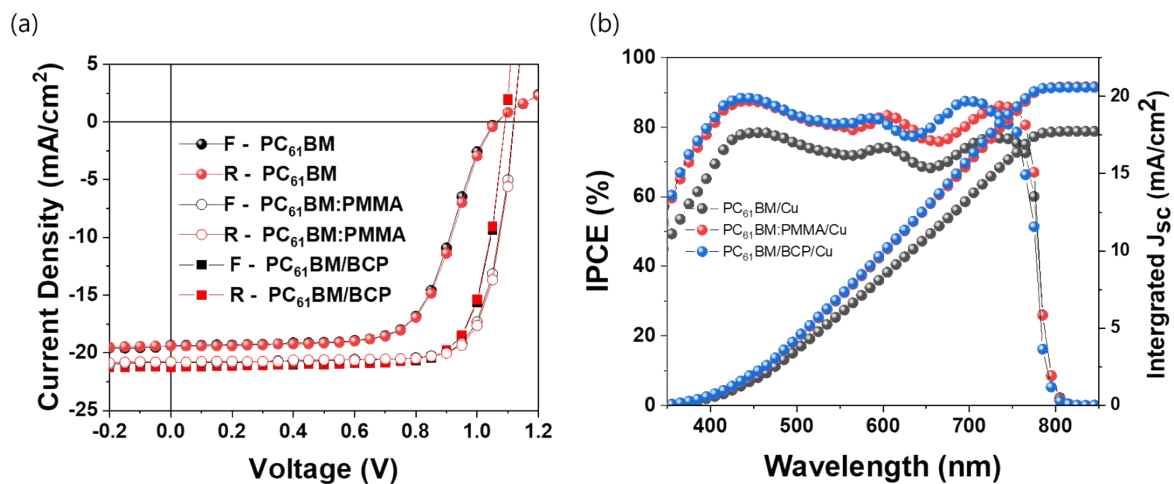 (a)
Current Density (mA/cm²)
5
0
-5
-10
-15
-20
-25
F - PC₆₁BM
R - PC₆₁BM
F - PC₆₁BM:PMMA
R - PC₆₁BM:PMMA
F - PC₆₁BM/BCP
R - PC₆₁BM/BCP
-0.2 0.0 0.2 0.4 0.6 0.8 1.0 1.2
Voltage (V)
(b)
IPCE (%)
100
80
60
40
20
0
PC₆₁BM/Cu
PC₆₁BM:PMMA/Cu
PC₆₁BM/BCP/Cu
400 500 600 700 800
Wavelength (nm)
20
15
10
5
0
Intergrated J_SC (mA/cm²)